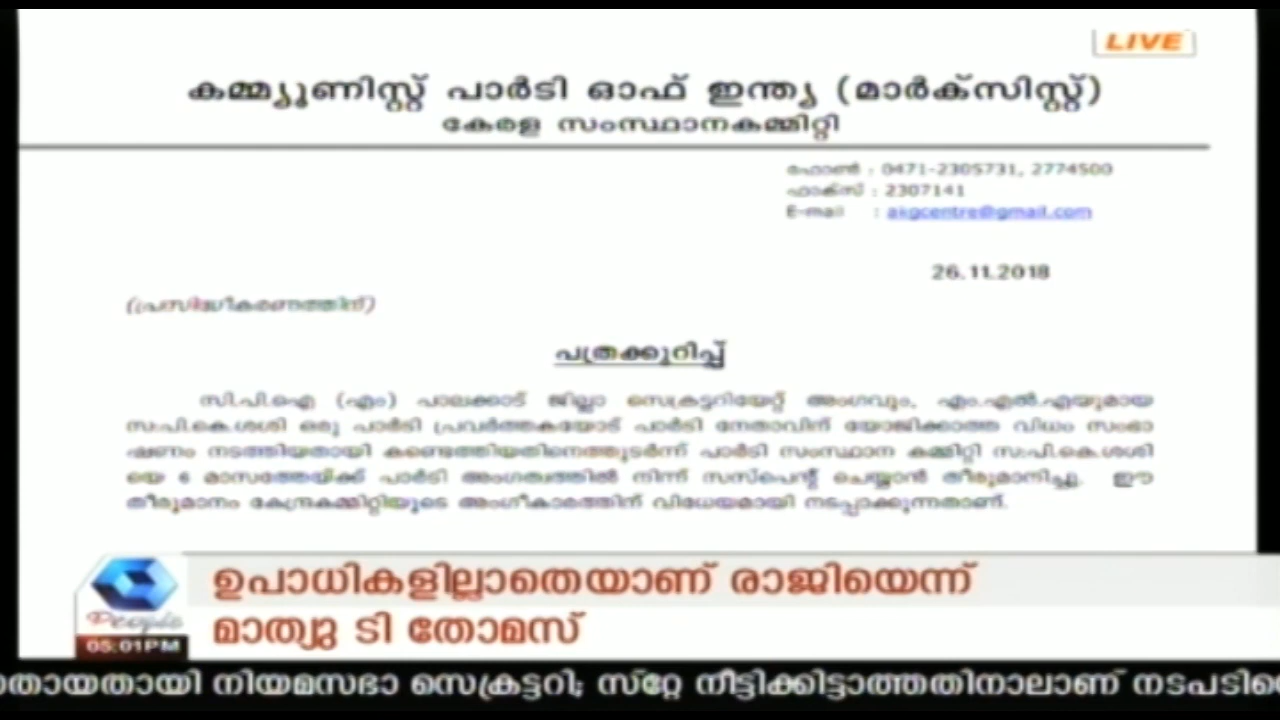 LIVE
കമ്മ്യൂണിസ്റ്റ് പാർടി ഓഫ് ഇന്ത്യ (മാർക്സിസ്റ്റ്)
കേരള സംസ്ഥാനകമ്മിറ്റി
ഫോൺ : 0471-2305731, 2774500
ഫാക്സ് : 2307141
E-mail : akgcentre@gmail.com
26.11.2018
(പ്രസിദ്ധീകരണത്തിന്)
പത്രക്കുറിപ്പ്
സി.പി.ഐ (എം) പാലക്കാട് ജില്ലാ സെക്രട്ടറിയേറ്റ് അംഗവും, എം.എൽ.എയുമായ
സ:പി.കെ.ശശി ഒരു പാർടി പ്രവർത്തകയോട് പാർടി നേതാവിന് യോജിക്കാത്ത വിധം സംഭാ
ഷണം നടത്തിയതായി കണ്ടെത്തിയതിനെത്തുടർന്ന് പാർടി സംസ്ഥാന കമ്മിറ്റി സ:പി.കെ.ശശി
യെ 6 മാസത്തേയ്ക്ക് പാർടി അംഗത്വത്തിൽ നിന്ന് സസ്പെന്റ് ചെയ്യാൻ തീരുമാനിച്ചു. ഈ
തീരുമാനം കേന്ദ്രകമ്മിറ്റിയുടെ അംഗീകാരത്തിന് വിധേയമായി നടപ്പാക്കുന്നതാണ്.
ഉപാധികളില്ലാതെയാണ് രാജിയെന്ന്
മാത്യു ടി തോമസ്
People
05:01PM
തായതായി നിയമസഭാ സെക്രട്ടറി; സ്റ്റേ നീട്ടിക്കിട്ടാത്തതിനാലാണ് നടപടിയെ